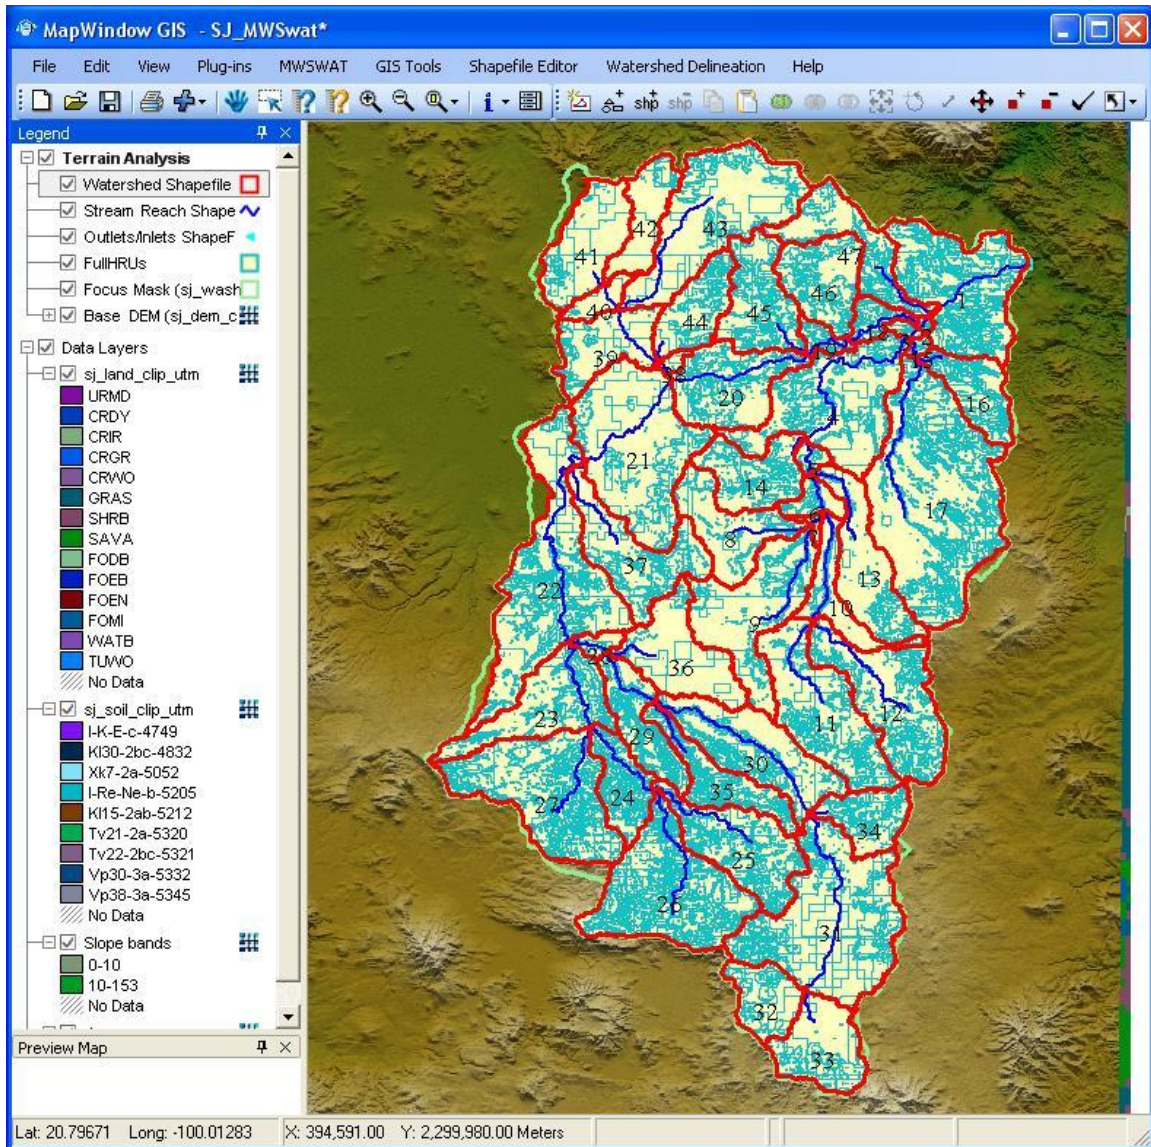 MapWindow GIS - SJ_MWSwat*
File Edit View Plug-ins MWSWAT GIS Tools Shapefile Editor Watershed Delineation Help
shp shp
Legend
Terrain Analysis
Watershed Shapefile
Stream Reach Shape
Outlets/Inlets ShapeF
FullHRUs
Focus Mask (sj_wash
Base DEM (sj_dem_c
Data Layers
sj_land_clip_utm
URMD
CRDY
CRIR
CRGR
CRWO
GRAS
SHRB
SAVA
FODB
FOEB
FOEN
FOMI
WATB
TUWO
No Data
sj_soil_clip_utm
I-K-E-c-4749
Kl30-2bc-4832
Xk7-2a-5052
I-Re-Ne-b-5205
Kl15-2ab-5212
Tv21-2a-5320
Tv22-2bc-5321
Vp30-3a-5332
Vp38-3a-5345
No Data
Slope bands
0-10
10-153
No Data
Preview Map
42 43
41 47
46 1
40 44 45
39
20 16
4
21 14 17
8
37 13
22 10
9
36
11 12
23 29
30
27 24 35 34
25
26
31
32
33
Lat: 20.79671 Long: -100.01283 X: 394,591.00 Y: 2,299,980.00 Meters